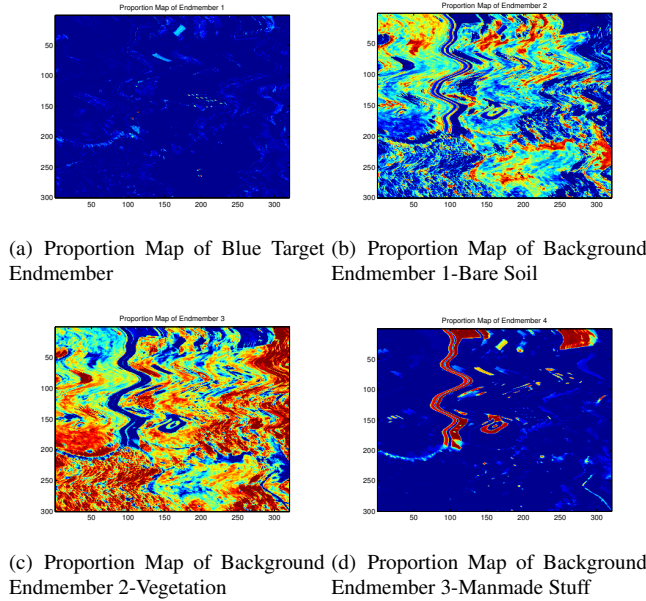 Proportion Map of Endmember 1
50
100
150
200
250
300
50 100 150 200 250 300
Proportion Map of Endmember 2
50
100
150
200
250
300
50 100 150 200 250 300
(a) Proportion Map of Blue Target Endmember
(b) Proportion Map of Background Endmember 1-Bare Soil
Proportion Map of Endmember 3
50
100
150
200
250
300
50 100 150 200 250 300
Proportion Map of Endmember 4
50
100
150
200
250
300
50 100 150 200 250 300
(c) Proportion Map of Background Endmember 2-Vegetation
(d) Proportion Map of Background Endmember 3-Manmade Stuff